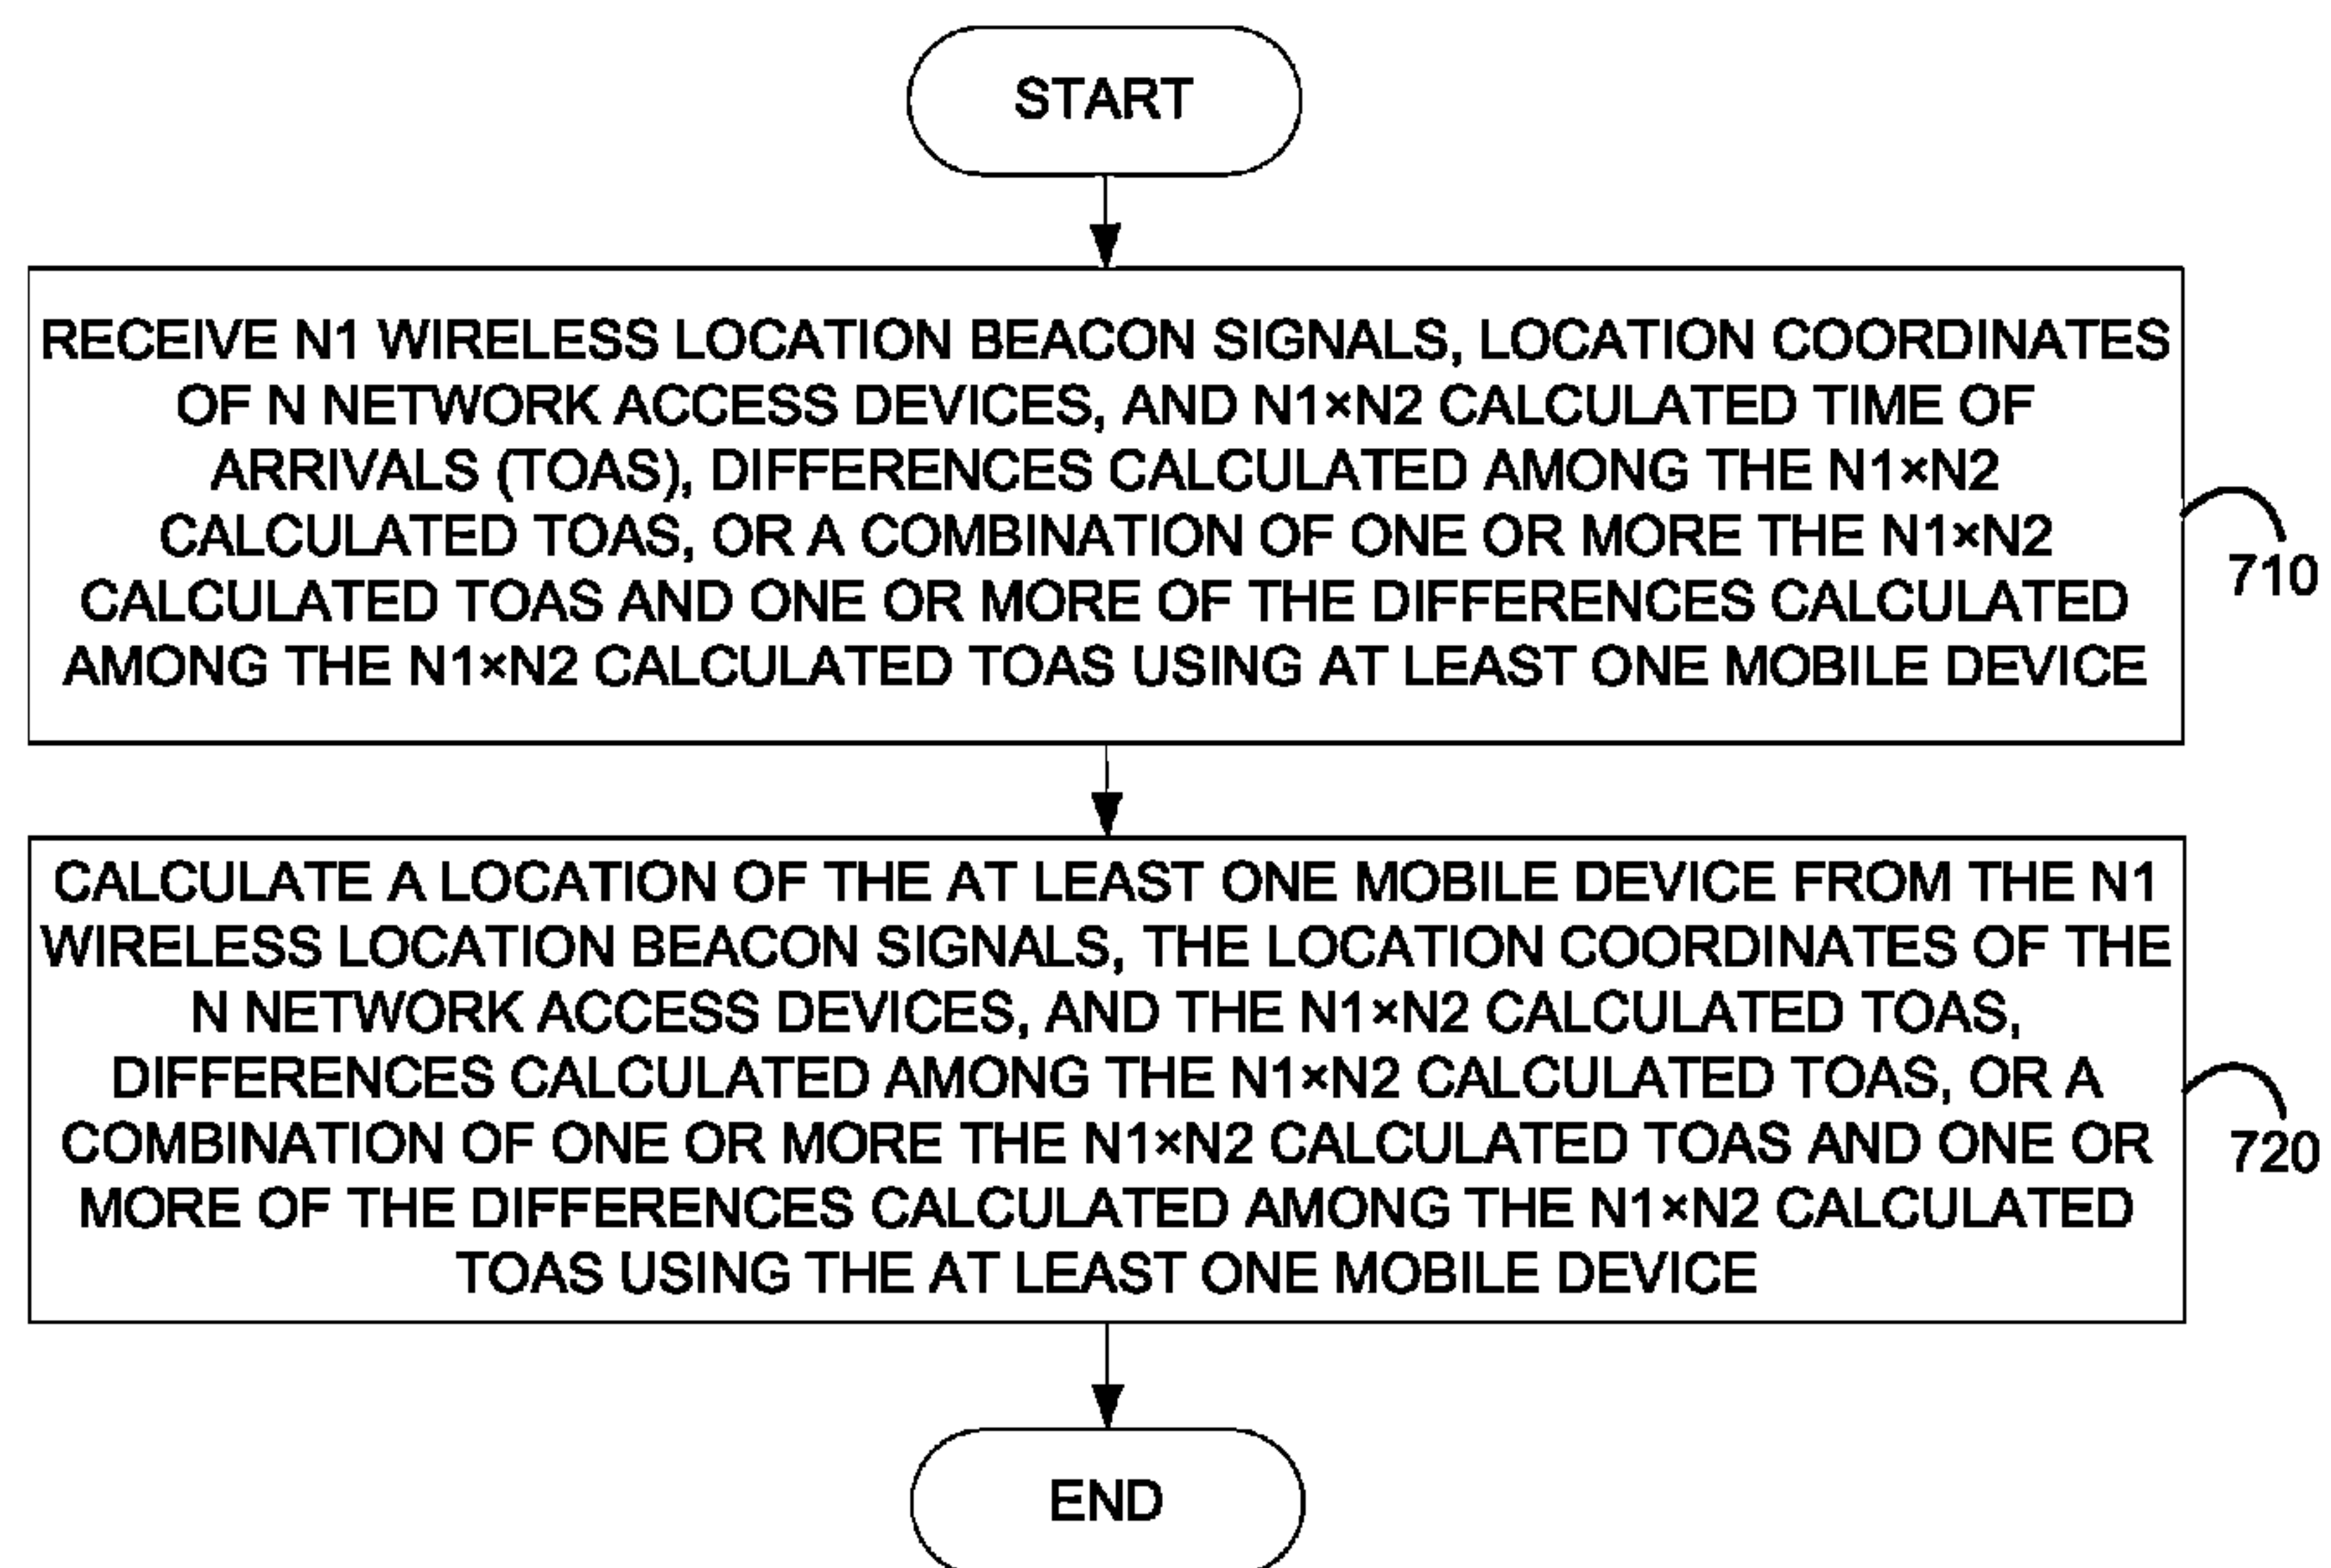 START
RECEIVE N1 WIRELESS LOCATION BEACON SIGNALS, LOCATION COORDINATES
OF N NETWORK ACCESS DEVICES, AND N1×N2 CALCULATED TIME OF
ARRIVALS (TOAS), DIFFERENCES CALCULATED AMONG THE N1×N2
CALCULATED TOAS, OR A COMBINATION OF ONE OR MORE THE N1×N2
CALCULATED TOAS AND ONE OR MORE OF THE DIFFERENCES CALCULATED
AMONG THE N1×N2 CALCULATED TOAS USING AT LEAST ONE MOBILE DEVICE
710
CALCULATE A LOCATION OF THE AT LEAST ONE MOBILE DEVICE FROM THE N1
WIRELESS LOCATION BEACON SIGNALS, THE LOCATION COORDINATES OF THE
N NETWORK ACCESS DEVICES, AND THE N1×N2 CALCULATED TOAS,
DIFFERENCES CALCULATED AMONG THE N1×N2 CALCULATED TOAS, OR A
COMBINATION OF ONE OR MORE THE N1×N2 CALCULATED TOAS AND ONE OR
MORE OF THE DIFFERENCES CALCULATED AMONG THE N1×N2 CALCULATED
TOAS USING THE AT LEAST ONE MOBILE DEVICE
720
END